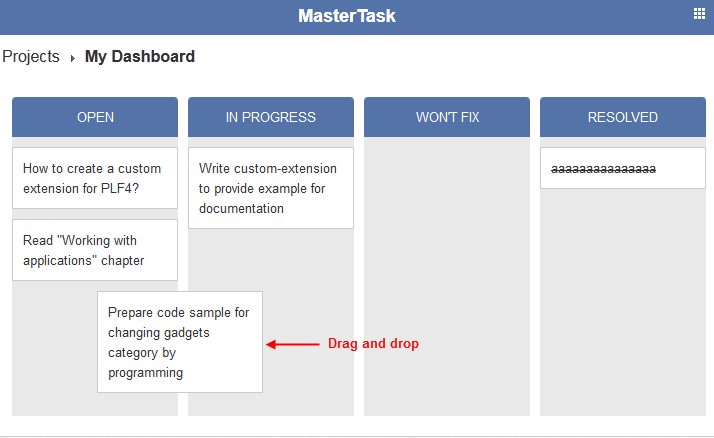 MasterTask
Projects
My Dashboard
OPEN
How to create a custom
extension for PLF4?
Read "Working with
applications" chapter
Prepare code sample for
changing gadgets
category by
programming
IN PROGRESS
Write custom-extension
to provide example for
documentation
Drag and drop
WON'T FIX
RESOLVED
aaaaaaaaaaaaaaa